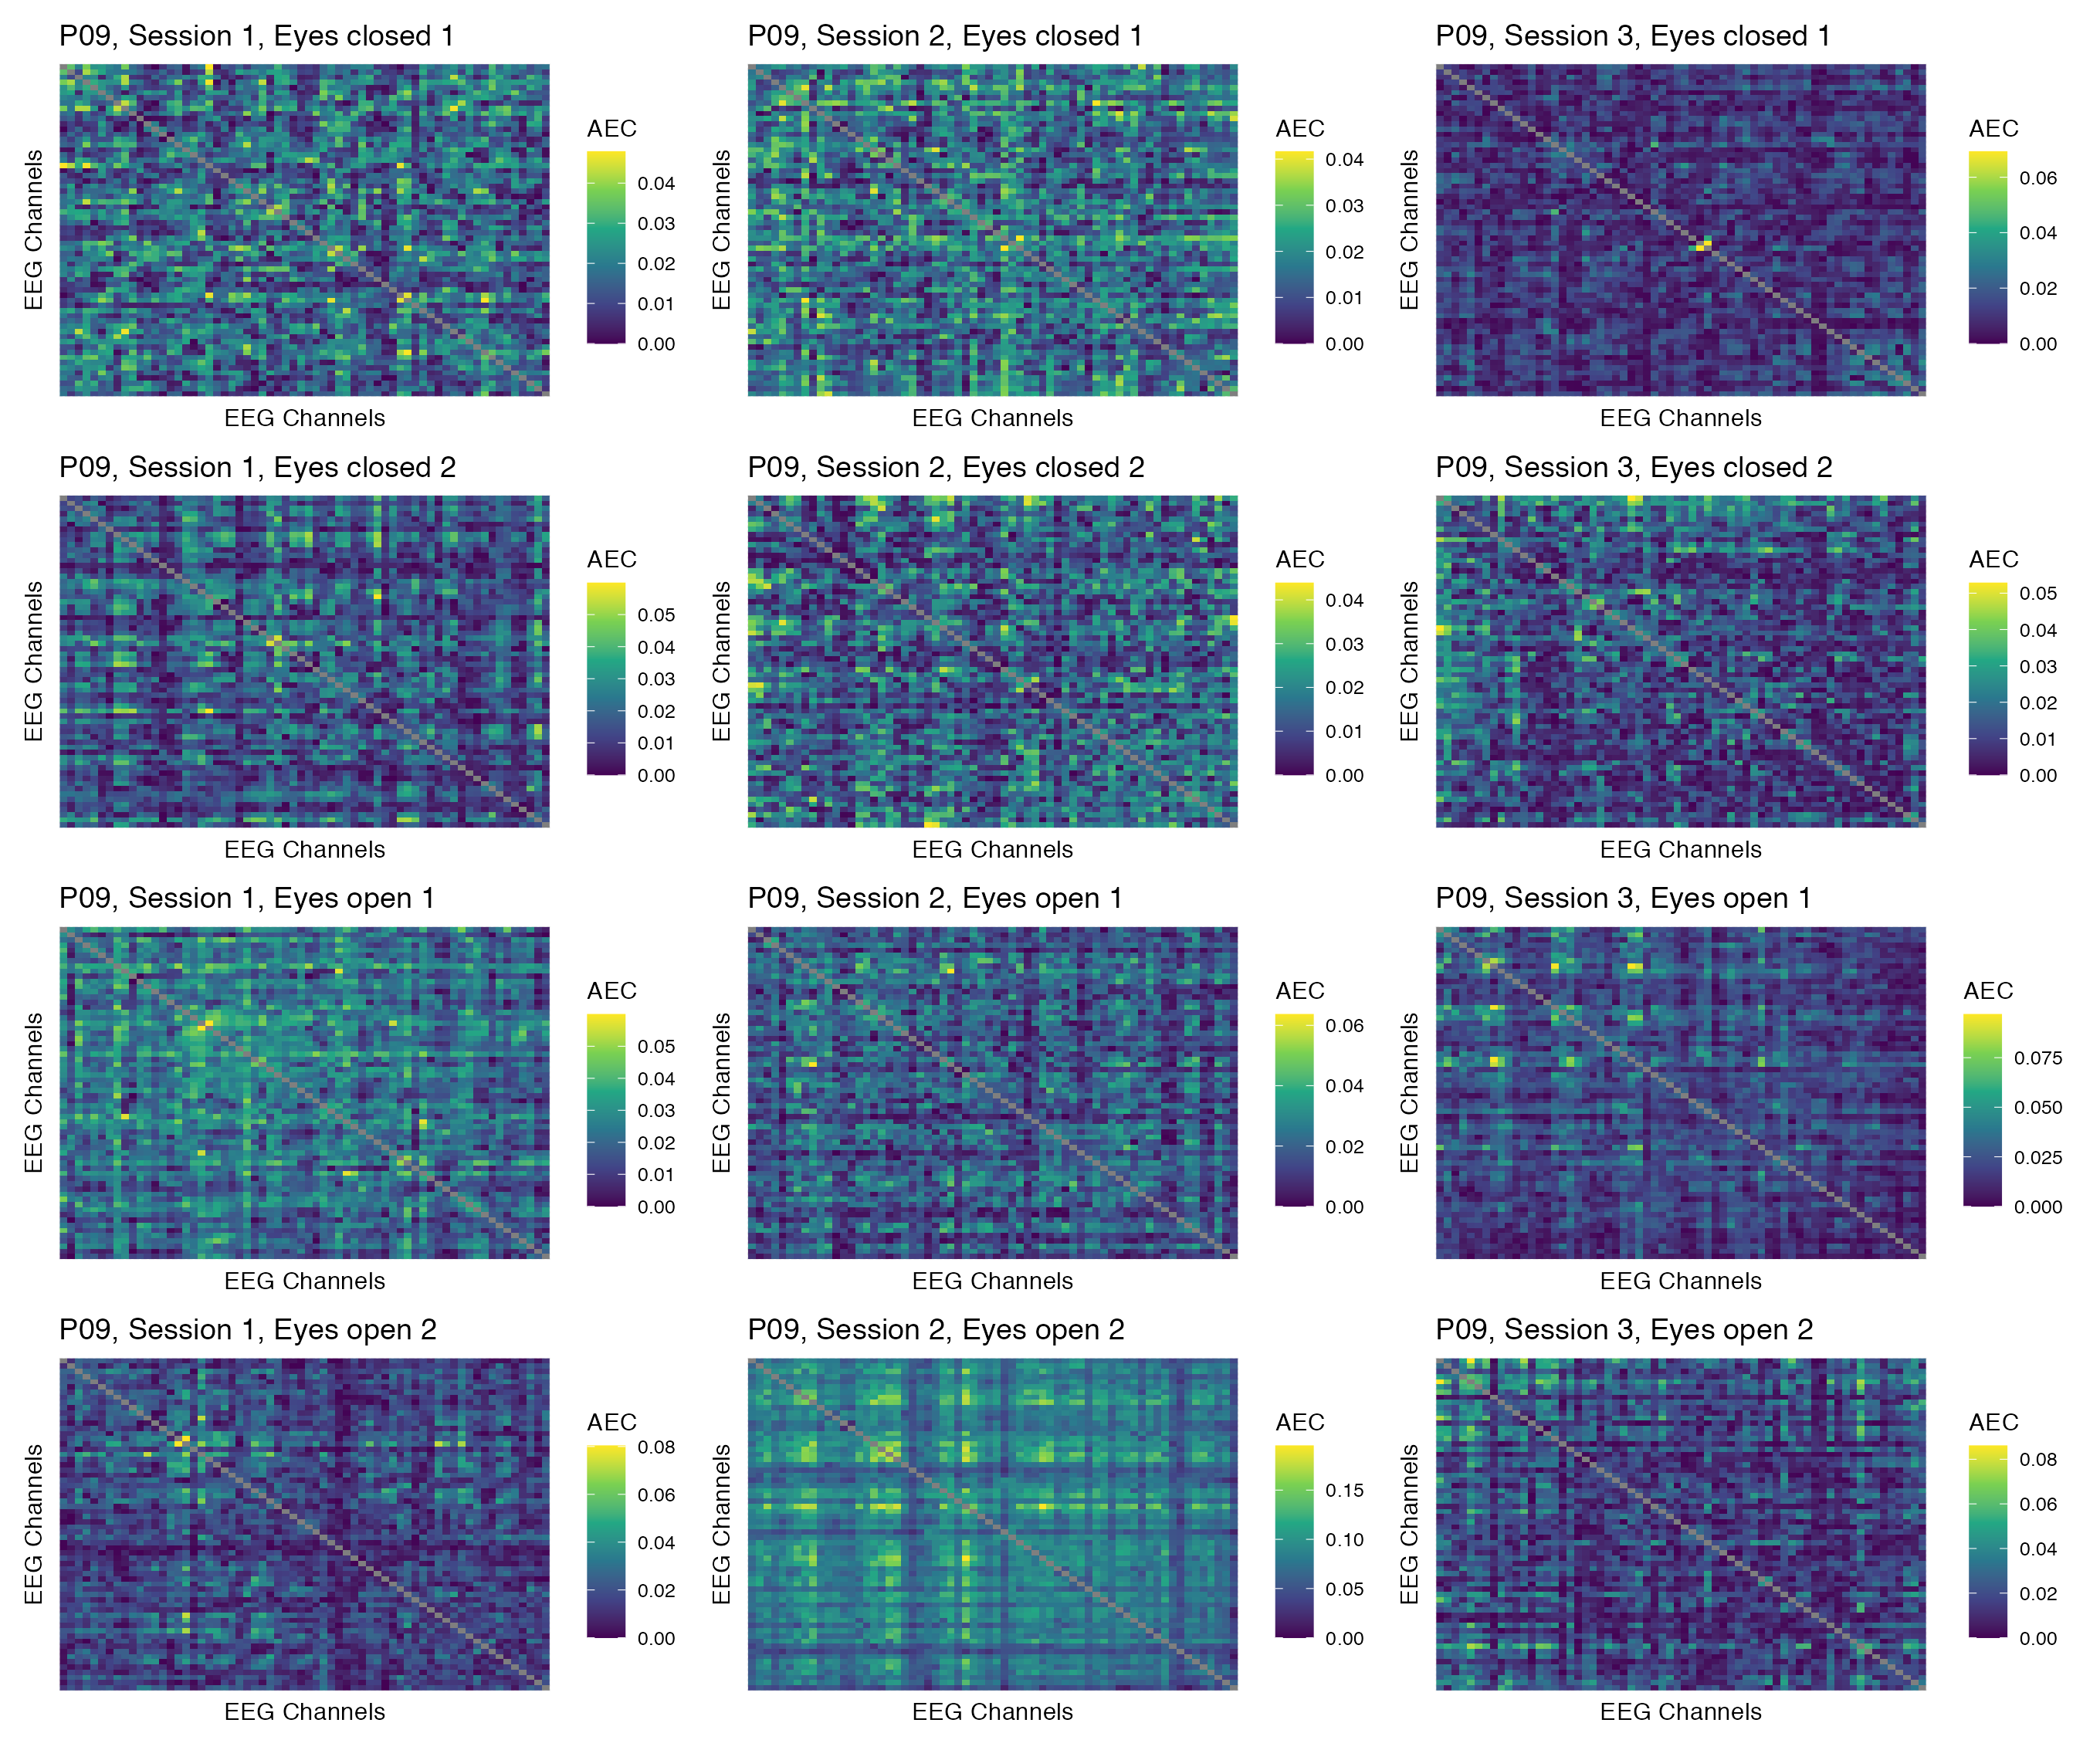 P09, Session 1, Eyes closed 1
EEG Channels
EEG Channels
AEC
0.04
0.03
0.02
0.01
0.00
P09, Session 2, Eyes closed 1
EEG Channels
EEG Channels
AEC
0.04
0.03
0.02
0.01
0.00
P09, Session 3, Eyes closed 1
EEG Channels
EEG Channels
AEC
0.06
0.04
0.02
0.00
P09, Session 1, Eyes closed 2
EEG Channels
EEG Channels
AEC
0.05
0.04
0.03
0.02
0.01
0.00
P09, Session 2, Eyes closed 2
EEG Channels
EEG Channels
AEC
0.04
0.03
0.02
0.01
0.00
P09, Session 3, Eyes closed 2
EEG Channels
EEG Channels
AEC
0.05
0.04
0.03
0.02
0.01
0.00
P09, Session 1, Eyes open 1
EEG Channels
EEG Channels
AEC
0.05
0.04
0.03
0.02
0.01
0.00
P09, Session 2, Eyes open 1
EEG Channels
EEG Channels
AEC
0.06
0.04
0.02
0.00
P09, Session 3, Eyes open 1
EEG Channels
EEG Channels
AEC
0.075
0.050
0.025
0.000
P09, Session 1, Eyes open 2
EEG Channels
EEG Channels
AEC
0.08
0.06
0.04
0.02
0.00
P09, Session 2, Eyes open 2
EEG Channels
EEG Channels
AEC
0.15
0.10
0.05
0.00
P09, Session 3, Eyes open 2
EEG Channels
EEG Channels
AEC
0.08
0.06
0.04
0.02
0.00